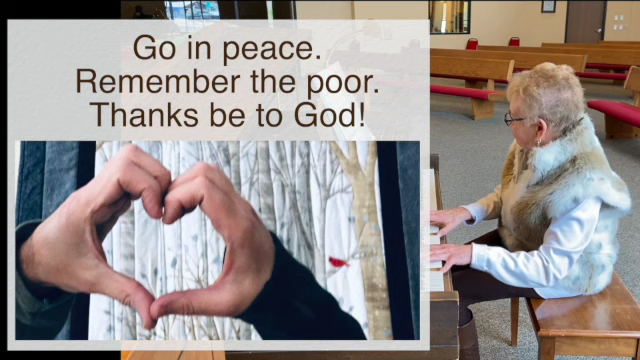 Go in peace.
Remember the poor.
Thanks be to God!